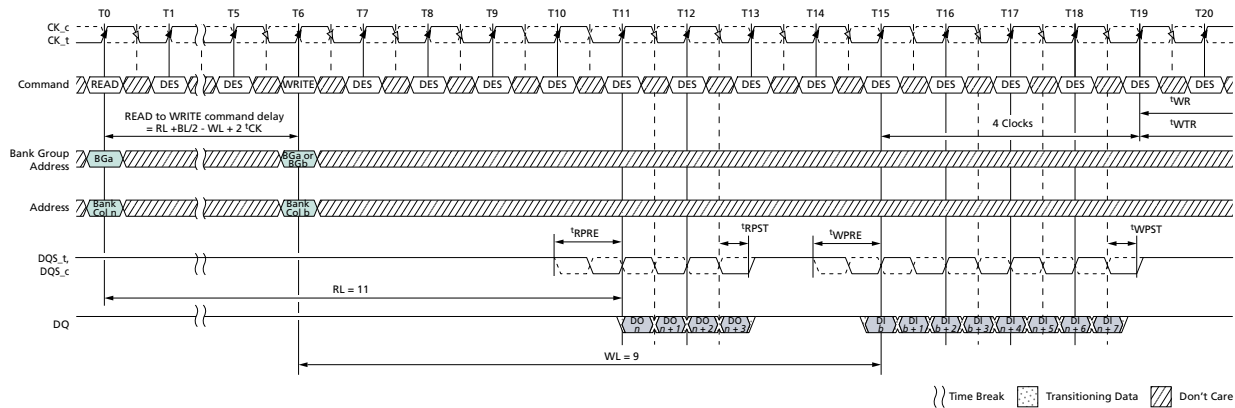 T0 T1 T5 T6 T7 T8 T9 T10 T11 T12 T13 T14 T15 T16 T17 T18 T19 T20
CK_c
CK_t
Command READ DES DES WRITE DES DES DES DES DES DES DES DES DES DES DES DES DES DES
tWR
READ to WRITE command delay
= RL +BL/2 - WL + 2 tCK
4 Clocks
tWTR
Bank Group
Address
BGa
BGa or
BGb
Address
Bank
Col n
Bank
Col b
tRPRE tRPST tWPRE tWPST
DQS_t,
DQS_c
RL = 11
DQ
DO
n
DO
n + 1
DO
n + 2
DO
n + 3
DI
b
DI
b + 1
DI
b + 2
DI
b + 3
DI
n + 4
DI
n + 5
DI
n + 6
DI
n + 7
WL = 9
Time Break Transitioning Data Don't Care